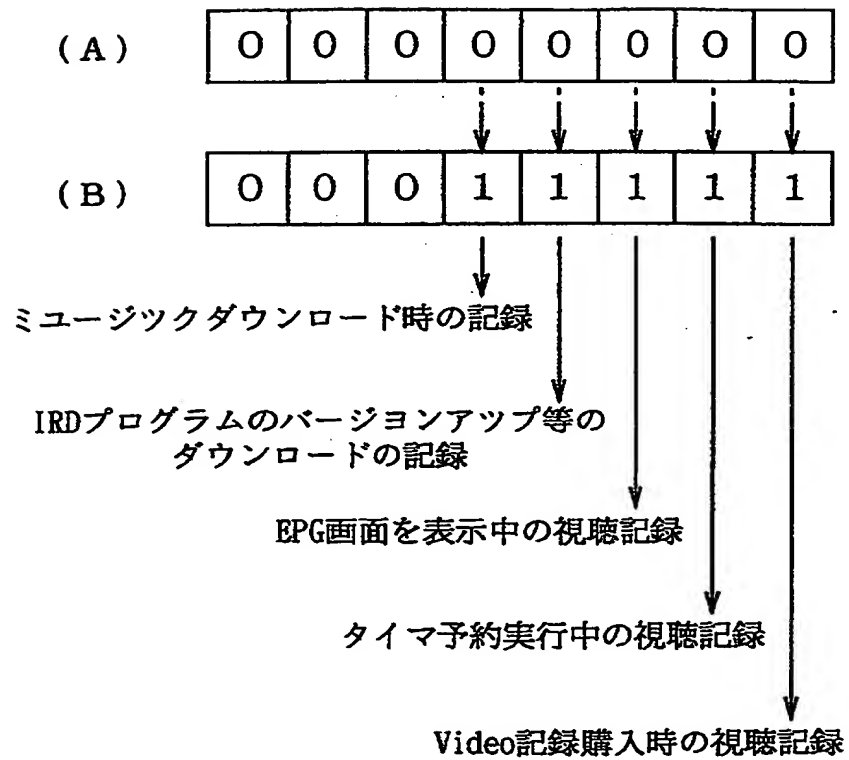 (A) 0 0 0 0 0 0 0 0
(B) 0 0 0 1 1 1 1 1
ミユージツクダウンロード時の記録
IRDプログラムのバージヨンアツプ等の
ダウンロードの記録
EPG画面を表示中の視聴記録
タイマ予約実行中の視聴記録
Video記録購入時の視聴記録